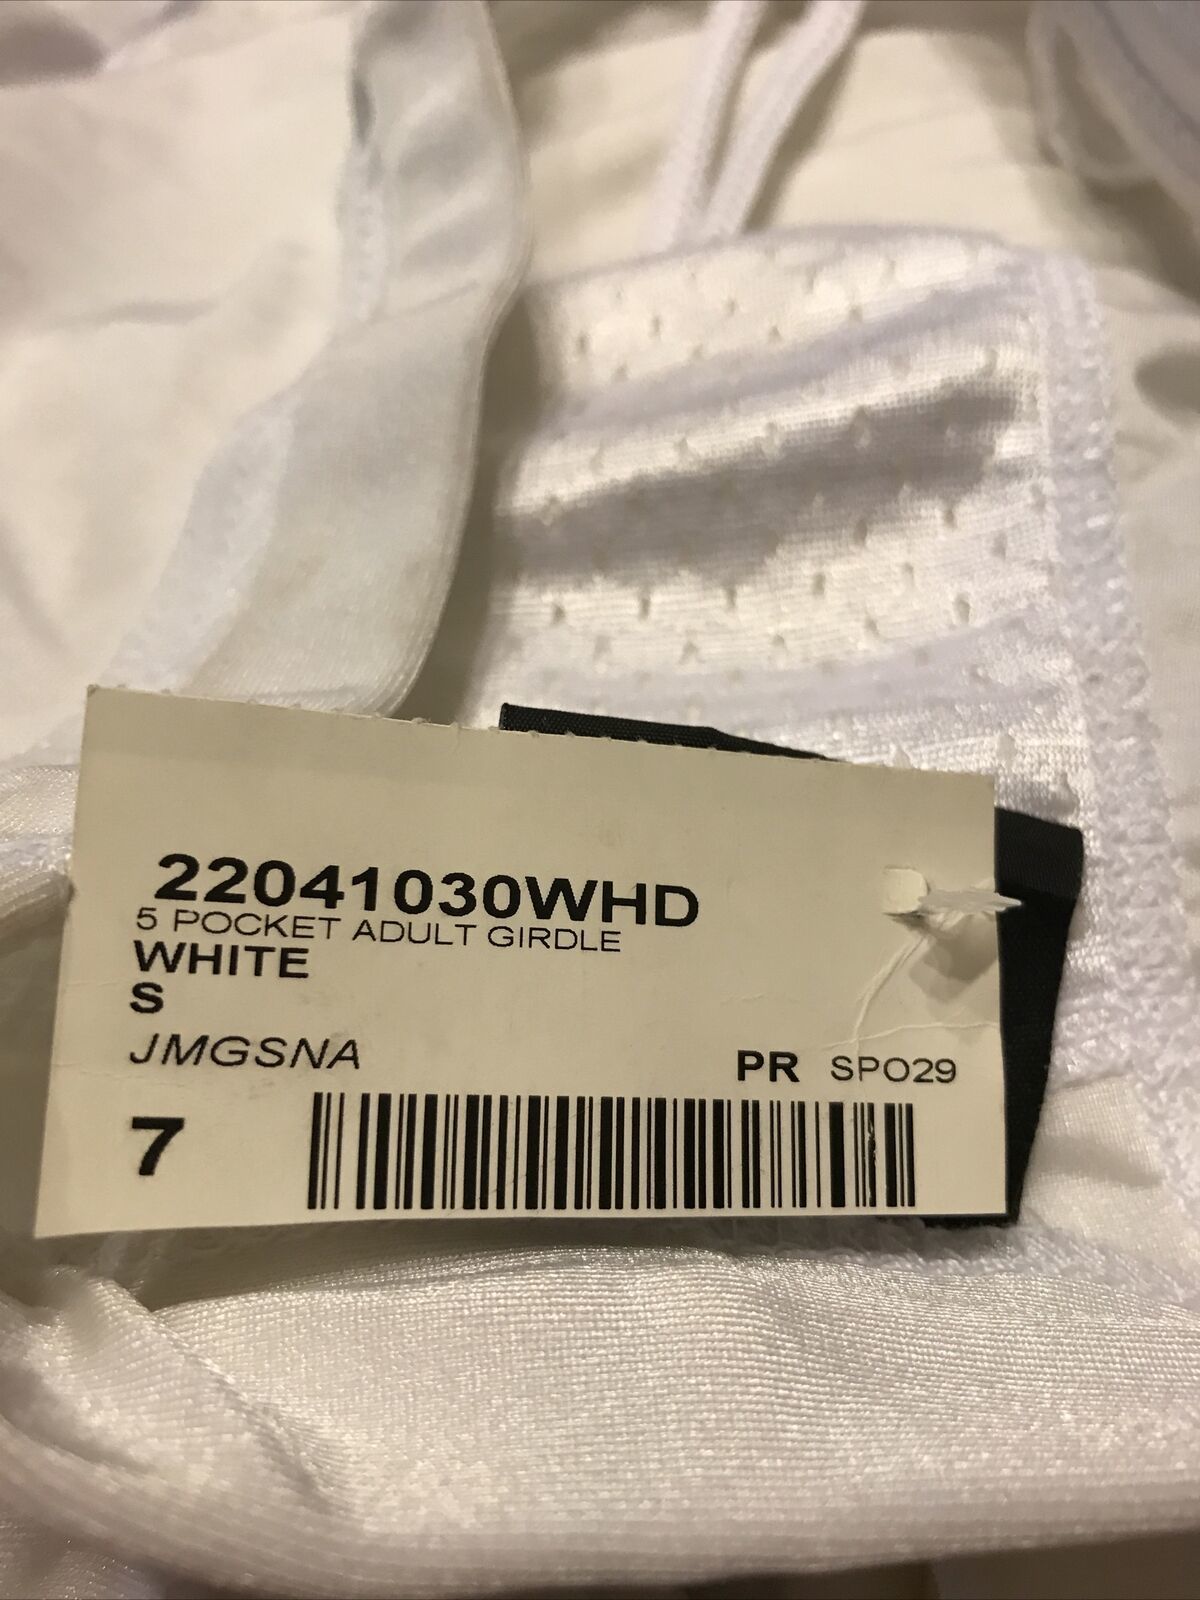 22041030WHD
5 POCKET ADULT GIRDLE
WHITE
S
JMGSNA
PR SPO29
7